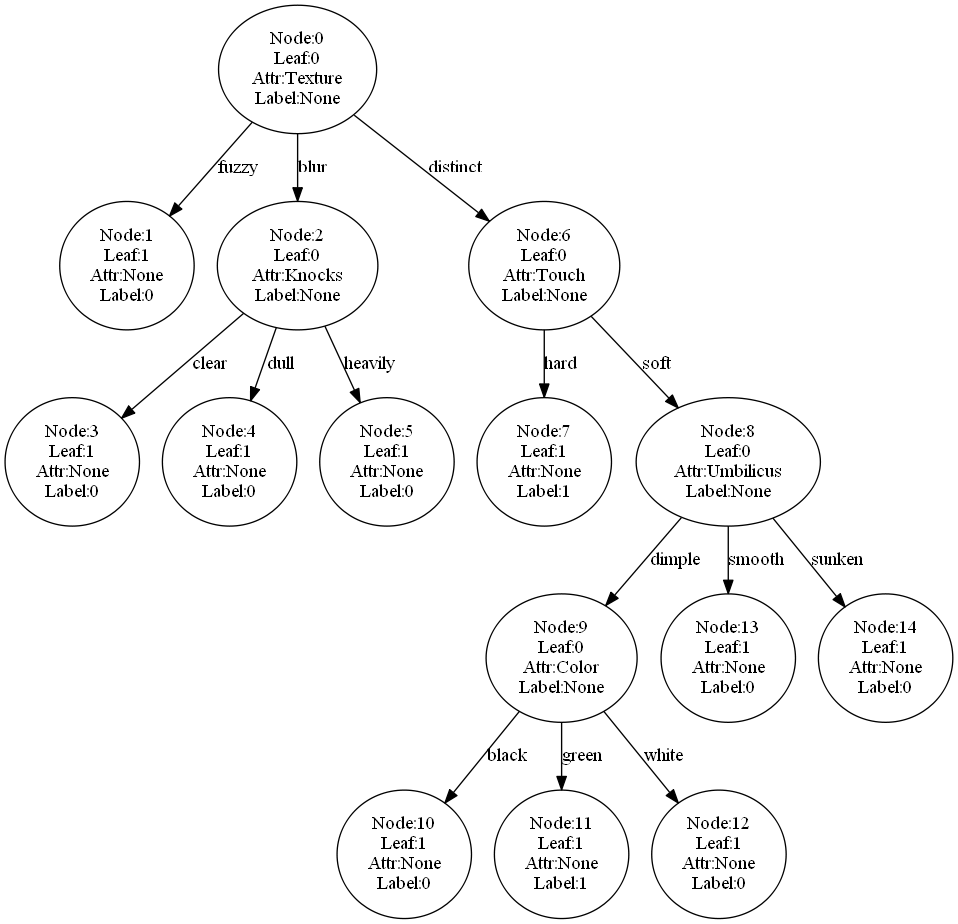 Node:0
Leaf:0
Attr:Texture
Label:None
fuzzy
blur
distinct
Node:1
Leaf:1
Attr:None
Label:0
Node:2
Leaf:0
Attr:Knocks
Label:None
Node:6
Leaf:0
Attr:Touch
Label:None
clear
dull
heavily
hard
soft
Node:3
Leaf:1
Attr:None
Label:0
Node:4
Leaf:1
Attr:None
Label:0
Node:5
Leaf:1
Attr:None
Label:0
Node:7
Leaf:1
Attr:None
Label:1
Node:8
Leaf:0
Attr:Umbilicus
Label:None
dimple
smooth
sunken
Node:9
Leaf:0
Attr:Color
Label:None
Node:13
Leaf:1
Attr:None
Label:0
Node:14
Leaf:1
Attr:None
Label:0
black
green
white
Node:10
Leaf:1
Attr:None
Label:0
Node:11
Leaf:1
Attr:None
Label:1
Node:12
Leaf:1
Attr:None
Label:0